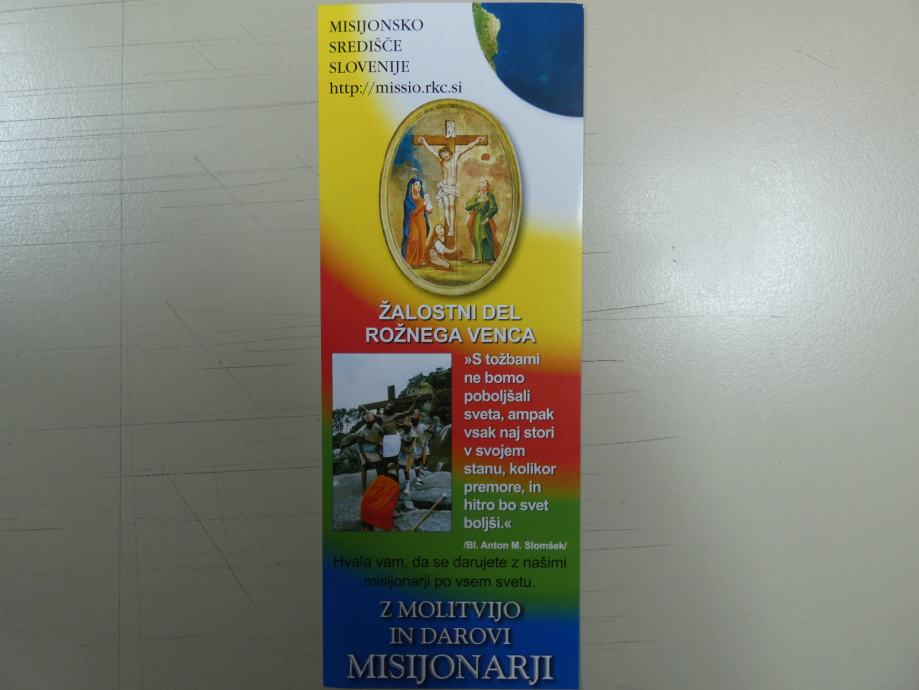 MISIJONSKO
SREDIŠČE
SLOVENIJE
http://missio.rkc.si
ŽALOSTNI DEL
ROŽNEGA VENCA
»S tožbami
ne bomo
poboljšali
sveta, ampak
vsak naj stori
v svojem
stanu, kolikor
premore, in
hitro bo svet
boljši.«
/Bl. Anton M. Slomšek/
Hvala vam, da se darujete z našimi
misijonarji po vsem svetu.
Z MOLITVIJO
IN DAROVI
MISIJONARJI